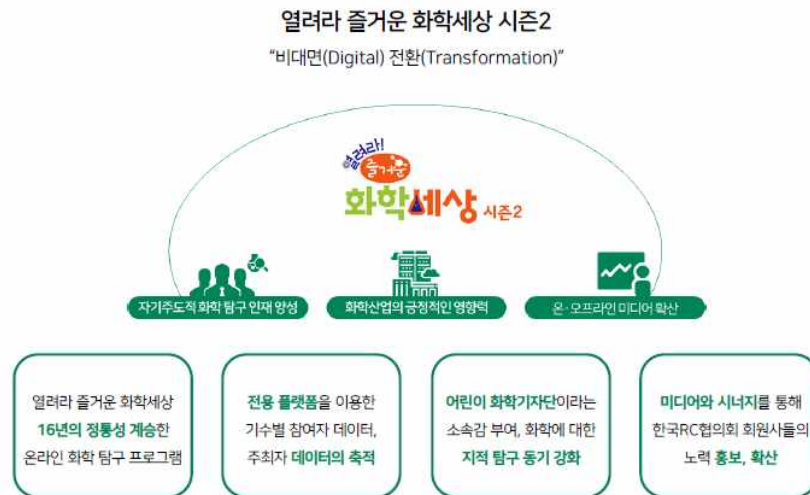 열려라 즐거운 화학세상 시즌2
“비대면(Digital) 전환(Transformation)”
열려라!
즐거운
화학세상 시즌2
자기주도적 화학 탐구 인재 양성
화학산업의 긍정적인 영향력
온·오프라인 미디어 확산
열려라 즐거운 화학세상
16년의 정통성 계승한
온라인 화학 탐구 프로그램
전용 플랫폼을 이용한
기수별 참여자 데이터,
주최자 데이터의 축적
어린이 화학기자단이라는
소속감 부여, 화학에 대한
지적 탐구 동기 강화
미디어와 시너지를 통해
한국RC협의회 회원사들의
노력 홍보, 확산